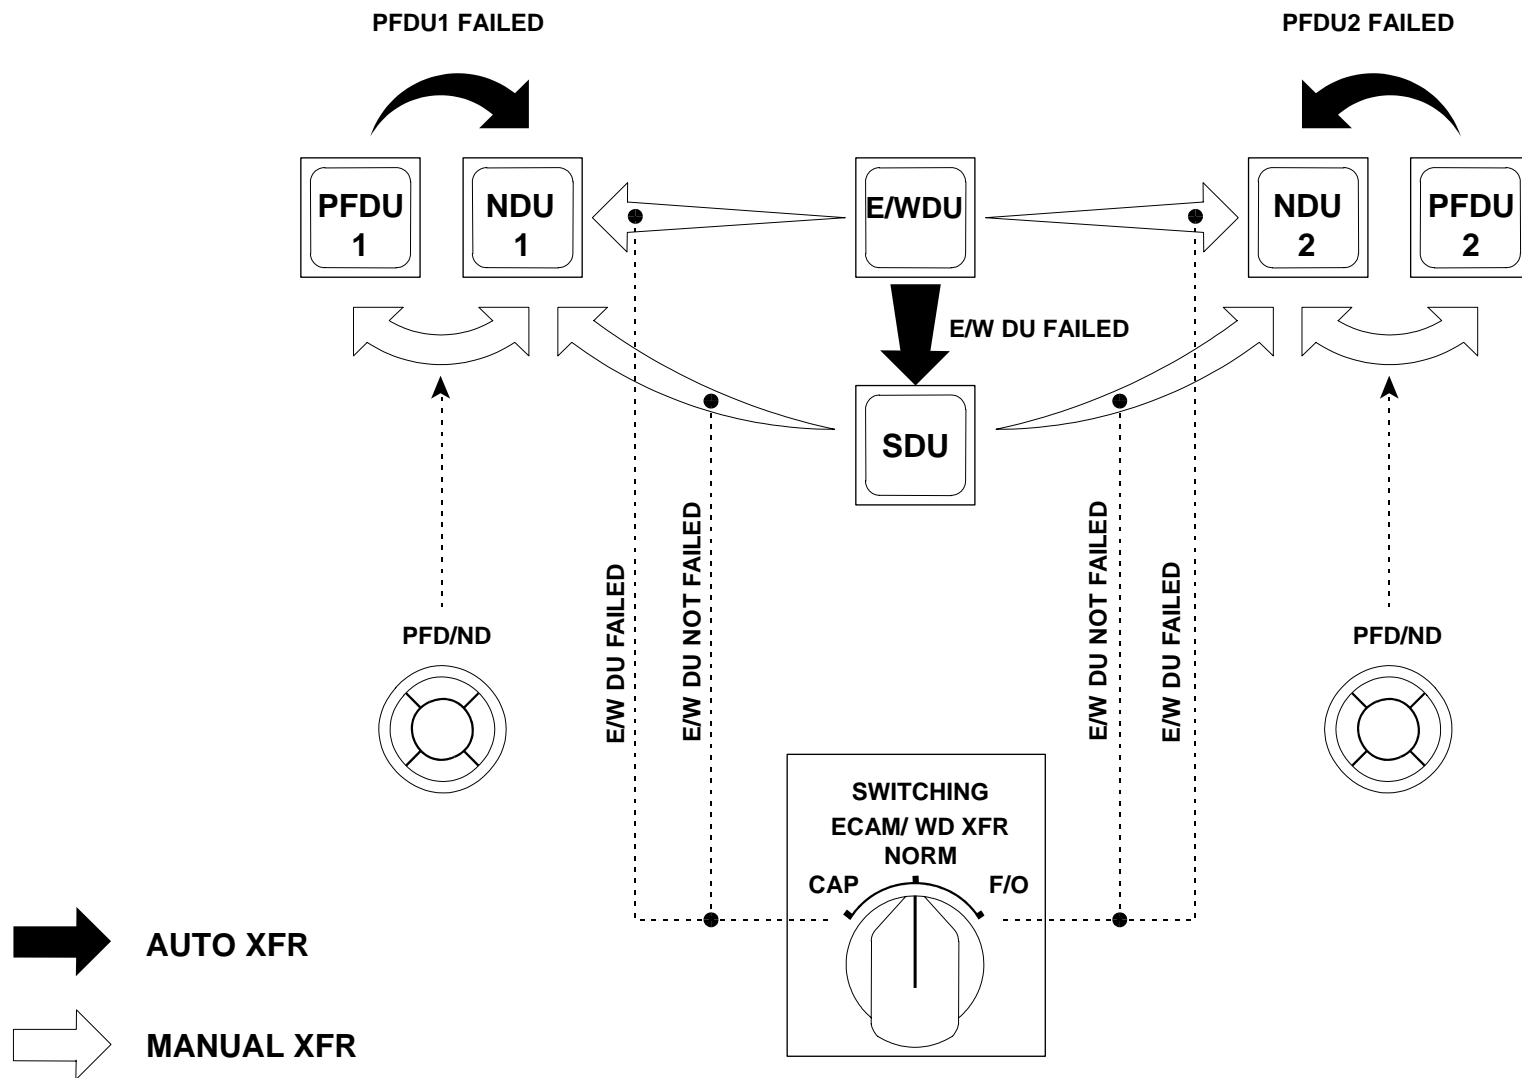 PFDU1 FAILED
PFDU2 FAILED
PFDU
1
NDU
1
E/WDU
NDU
2
PFDU
2
E/W DU FAILED
SDU
E/W DU FAILED
E/W DU NOT FAILED
E/W DU NOT FAILED
E/W DU FAILED
PFD/ND
PFD/ND
SWITCHING
ECAM/ WD XFR
NORM
CAP
F/O
AUTO XFR
MANUAL XFR